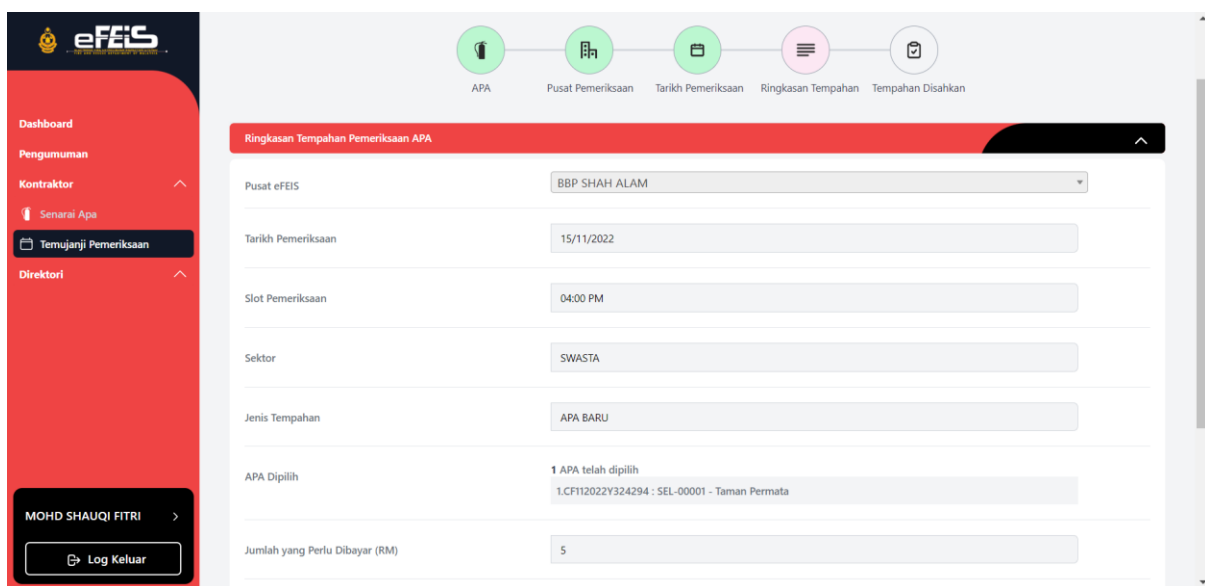 eFEiS
Dashboard
Pengumuman
Kontraktor
Senarai Apa
Temujanji Pemeriksaan
Direktori
MOHD SHAUQI FITRI
Log Keluar
APA
Pusat Pemeriksaan
Tarikh Pemeriksaan
Ringkasan Tempahan
Tempahan Disahkan
Ringkasan Tempahan Pemeriksaan APA
Pusat eFEIS
BBP SHAH ALAM
Tarikh Pemeriksaan
15/11/2022
Slot Pemeriksaan
04:00 PM
Sektor
SWASTA
Jenis Tempahan
APA BARU
APA Dipilih
1 APA telah dipilih
1.CF112022Y324294 : SEL-00001 - Taman Permata
Jumlah yang Perlu Dibayar (RM)
5